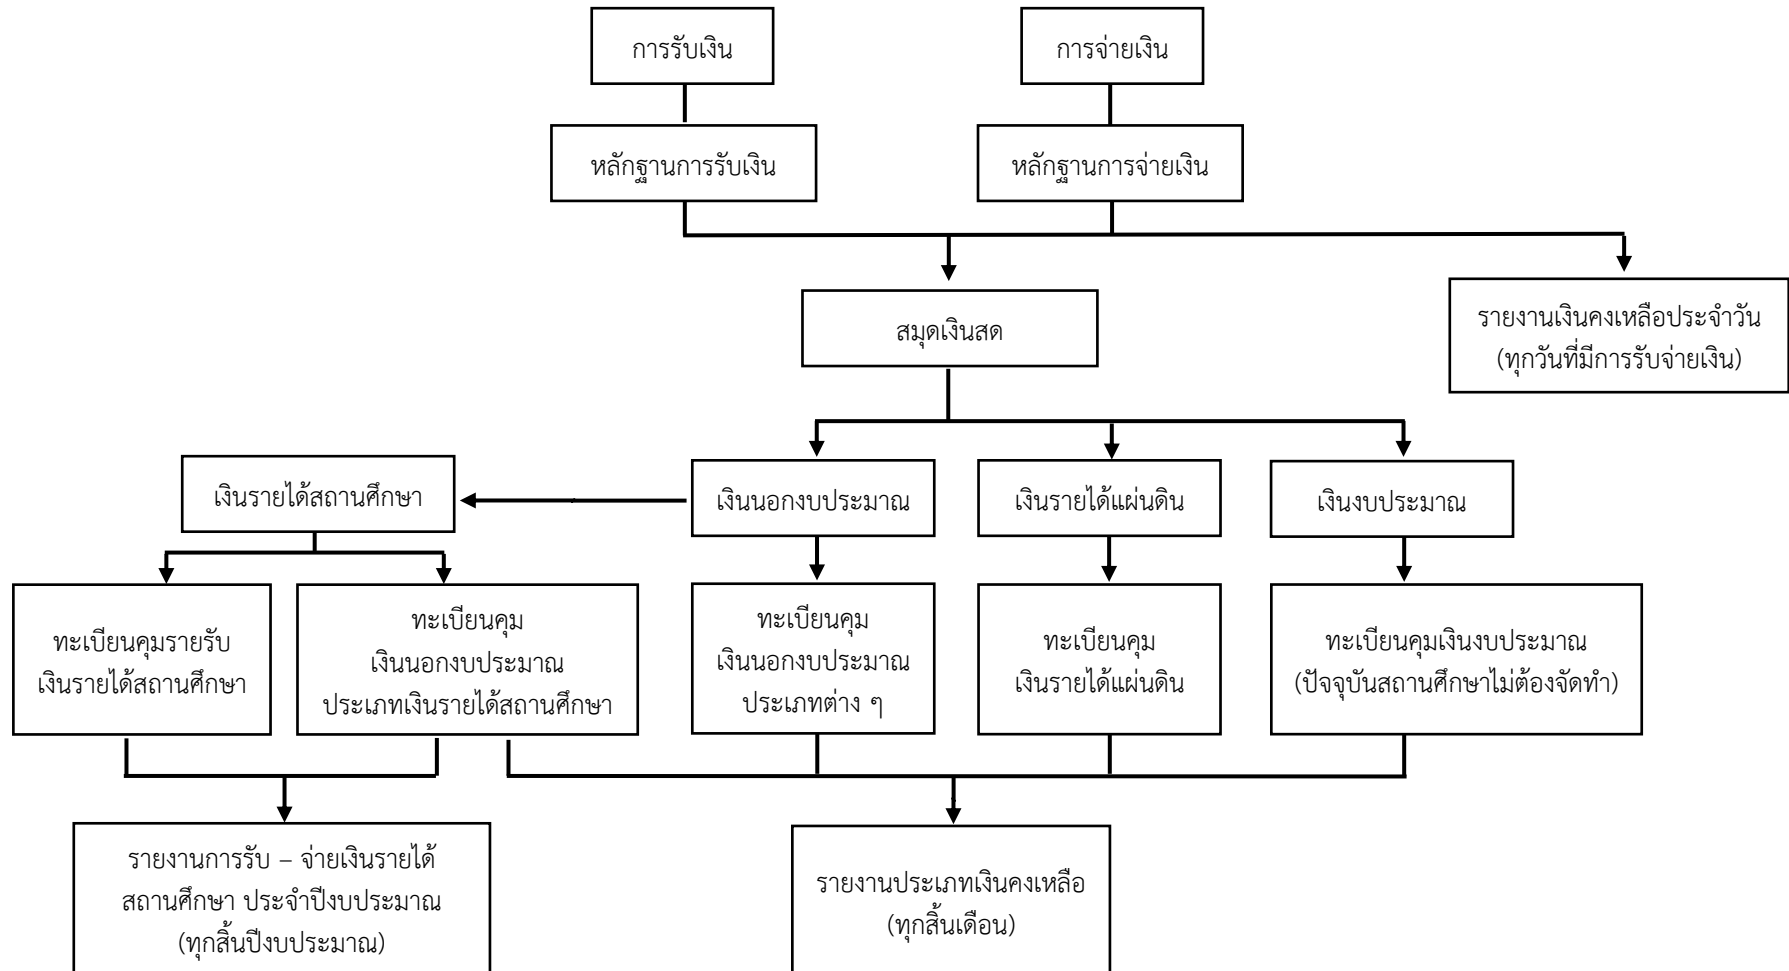 การรับเงิน
การจ่ายเงิน
หลักฐานการรับเงิน
หลักฐานการจ่ายเงิน
สมุดเงินสด
รายงานเงินคงเหลือประจำวัน
(ทุกวันที่มีการรับจ่ายเงิน)
เงินรายได้สถานศึกษา
เงินนอกงบประมาณ
เงินรายได้แผ่นดิน
เงินงบประมาณ
ทะเบียนคุมรายรับ
เงินรายได้สถานศึกษา
ทะเบียนคุม
เงินนอกงบประมาณ
ประเภทเงินรายได้สถานศึกษา
ทะเบียนคุม
เงินนอกงบประมาณ
ประเภทต่าง ๆ
ทะเบียนคุม
เงินรายได้แผ่นดิน
ทะเบียนคุมเงินงบประมาณ
(ปัจจุบันสถานศึกษาไม่ต้องจัดทำ)
รายงานการรับ – จ่ายเงินรายได้
สถานศึกษา ประจำปีงบประมาณ
(ทุกสิ้นปีงบประมาณ)
รายงานประเภทเงินคงเหลือ
(ทุกสิ้นเดือน)